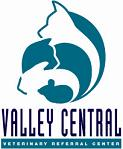 VALLEY CENTRAL
VETERINARY REFERRAL CENTER